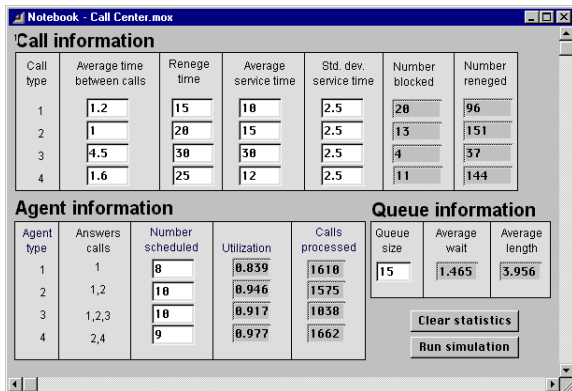 Notebook - Call Center.mox
Call information
Call type Average time between calls Renege time Average service time Std. dev. service time Number blocked Number reneged
1 1.2 15 10 2.5 20 96
2 1 20 15 2.5 13 151
3 4.5 30 30 2.5 4 37
4 1.6 25 12 2.5 11 144
Agent information
Agent type Answers calls Number scheduled Utilization Calls processed
1 1 8 0.839 1610
2 1,2 10 0.946 1575
3 1,2,3 10 0.917 1038
4 2,4 9 0.977 1662
Queue information
Queue size Average wait Average length
15 1.465 3.956
Clear statistics
Run simulation